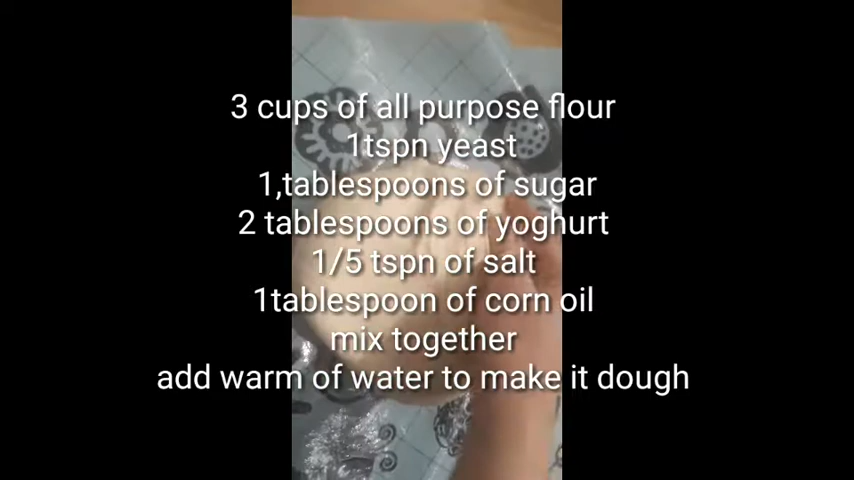 3 cups of all purpose flour
1tspn yeast
1,tablespoons of sugar
2 tablespoons of yoghurt
1/5 tspn of salt
1tablespoon of corn oil
mix together
add warm of water to make it dough